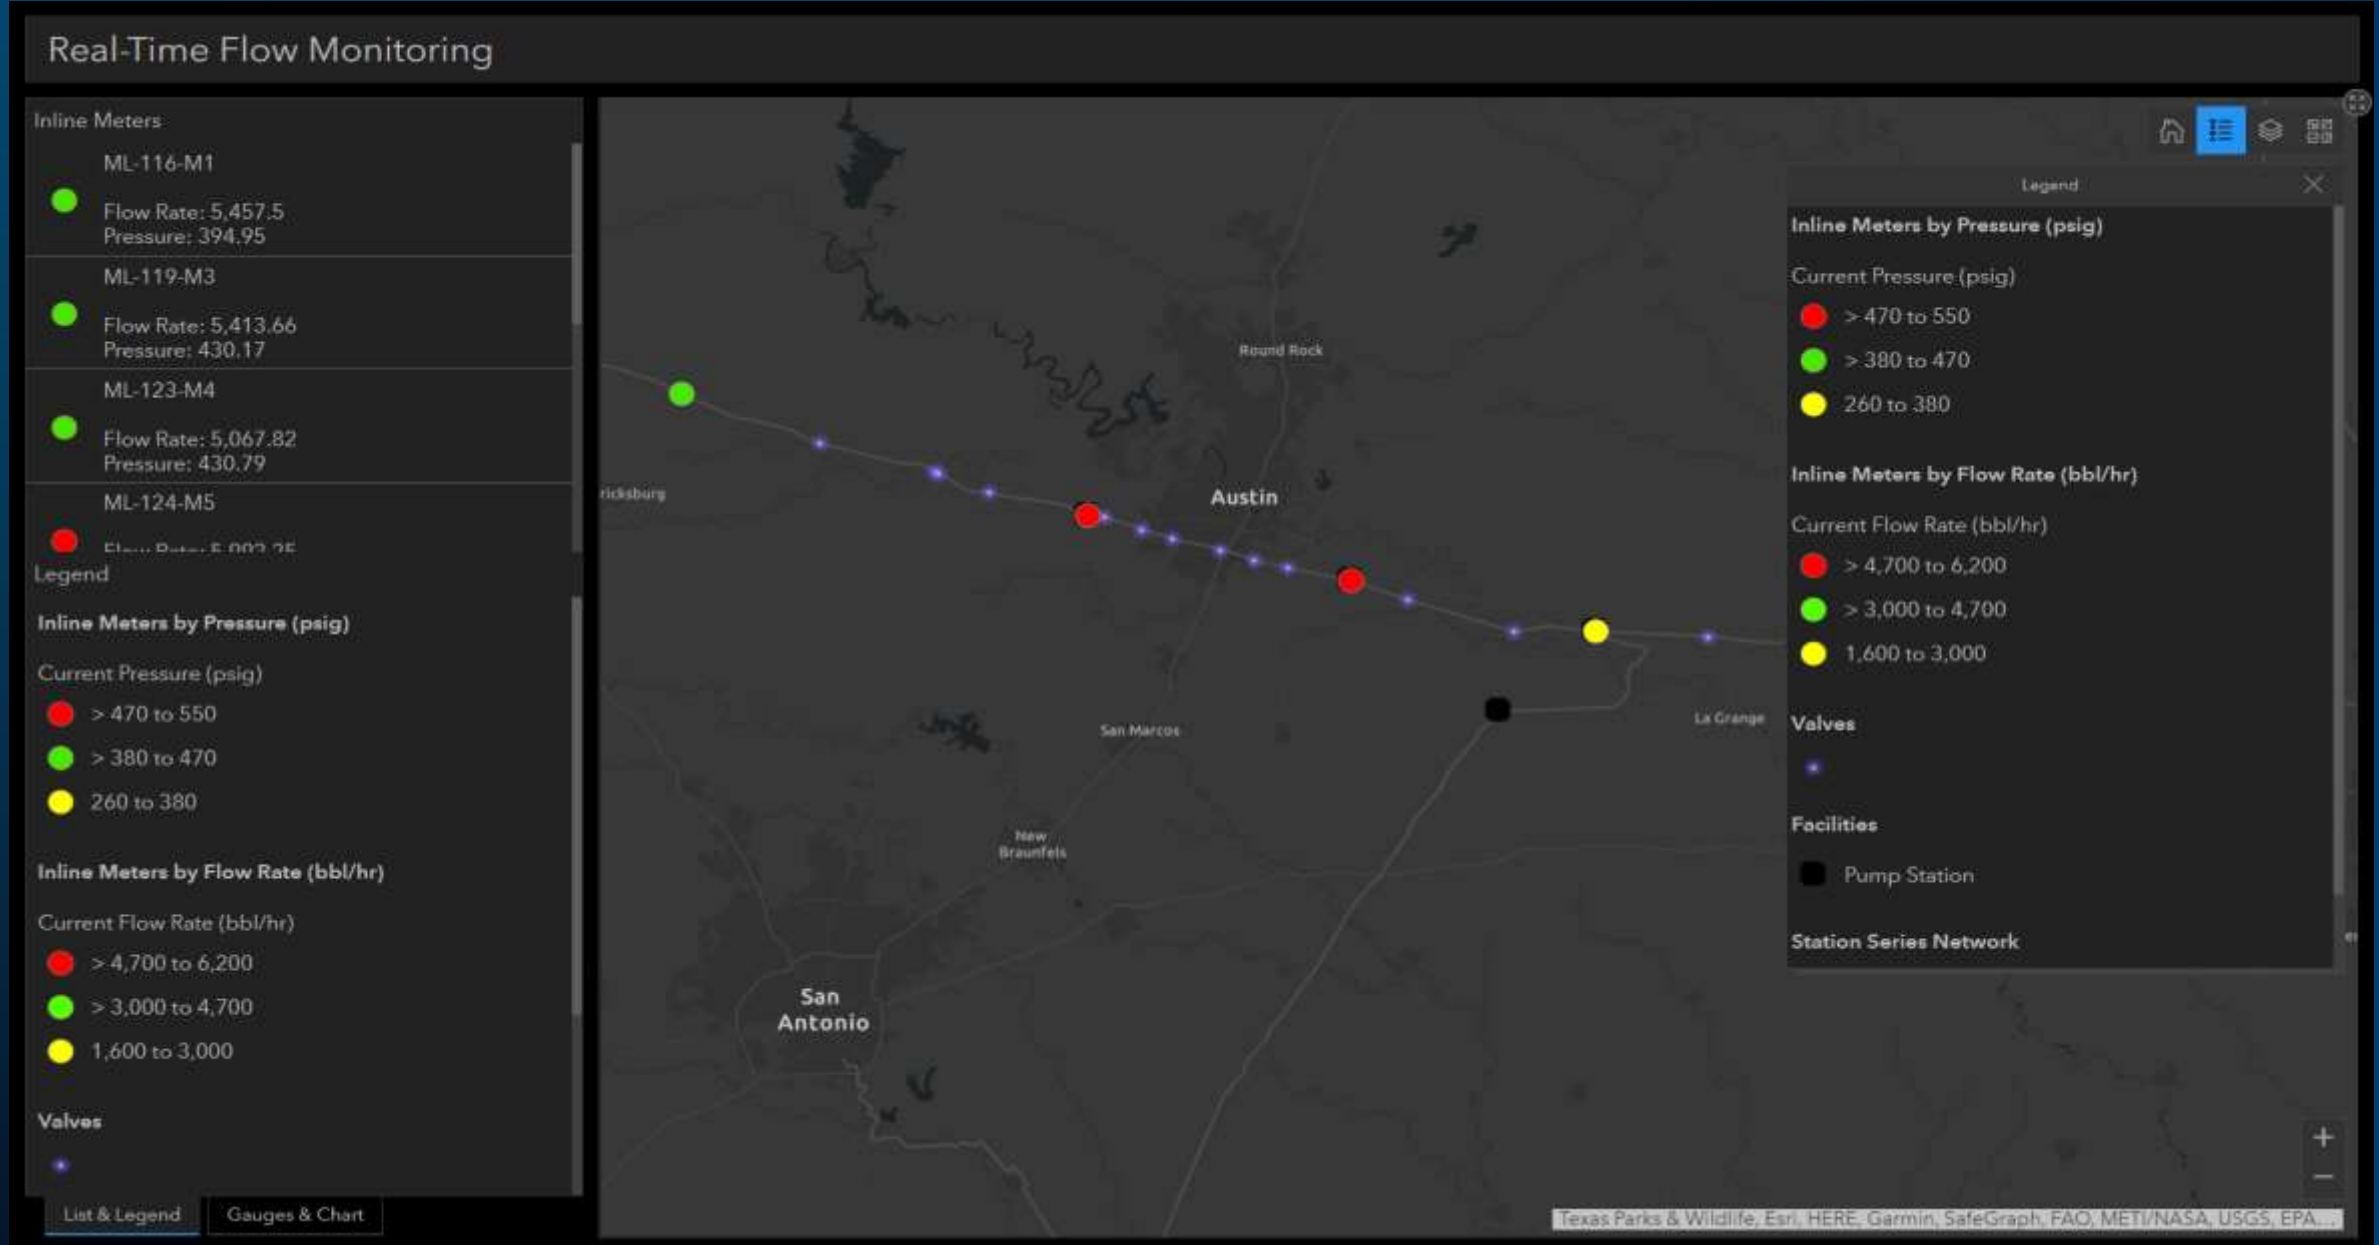 Real-Time Flow Monitoring
Inline Meters
ML-116-M1
Flow Rate: 5,457.5
Pressure: 394.95
ML-119-M3
Flow Rate: 5,413.66
Pressure: 430.17
ML-123-M4
Flow Rate: 5,067.82
Pressure: 430.79
ML-124-M5
Flow Rate:
Legend
Inline Meters by Pressure (psig)
Current Pressure (psig)
> 470 to 550
> 380 to 470
260 to 380
Inline Meters by Flow Rate (bbl/hr)
Current Flow Rate (bbl/hr)
> 4,700 to 6,200
> 3,000 to 4,700
1,600 to 3,000
Valves
List & Legend
Gauges & Chart
Round Rock
ricksburg
Austin
San Marcos
La Grange
New
Braunfels
San
Antonio
Legend
Inline Meters by Pressure (psig)
Current Pressure (psig)
> 470 to 550
> 380 to 470
260 to 380
Inline Meters by Flow Rate (bbl/hr)
Current Flow Rate (bbl/hr)
> 4,700 to 6,200
> 3,000 to 4,700
1,600 to 3,000
Valves
Facilities
Pump Station
Station Series Network
+
−
Texas Parks & Wildlife, Esri, HERE, Garmin, SafeGraph, FAO, METI/NASA, USGS, EPA...